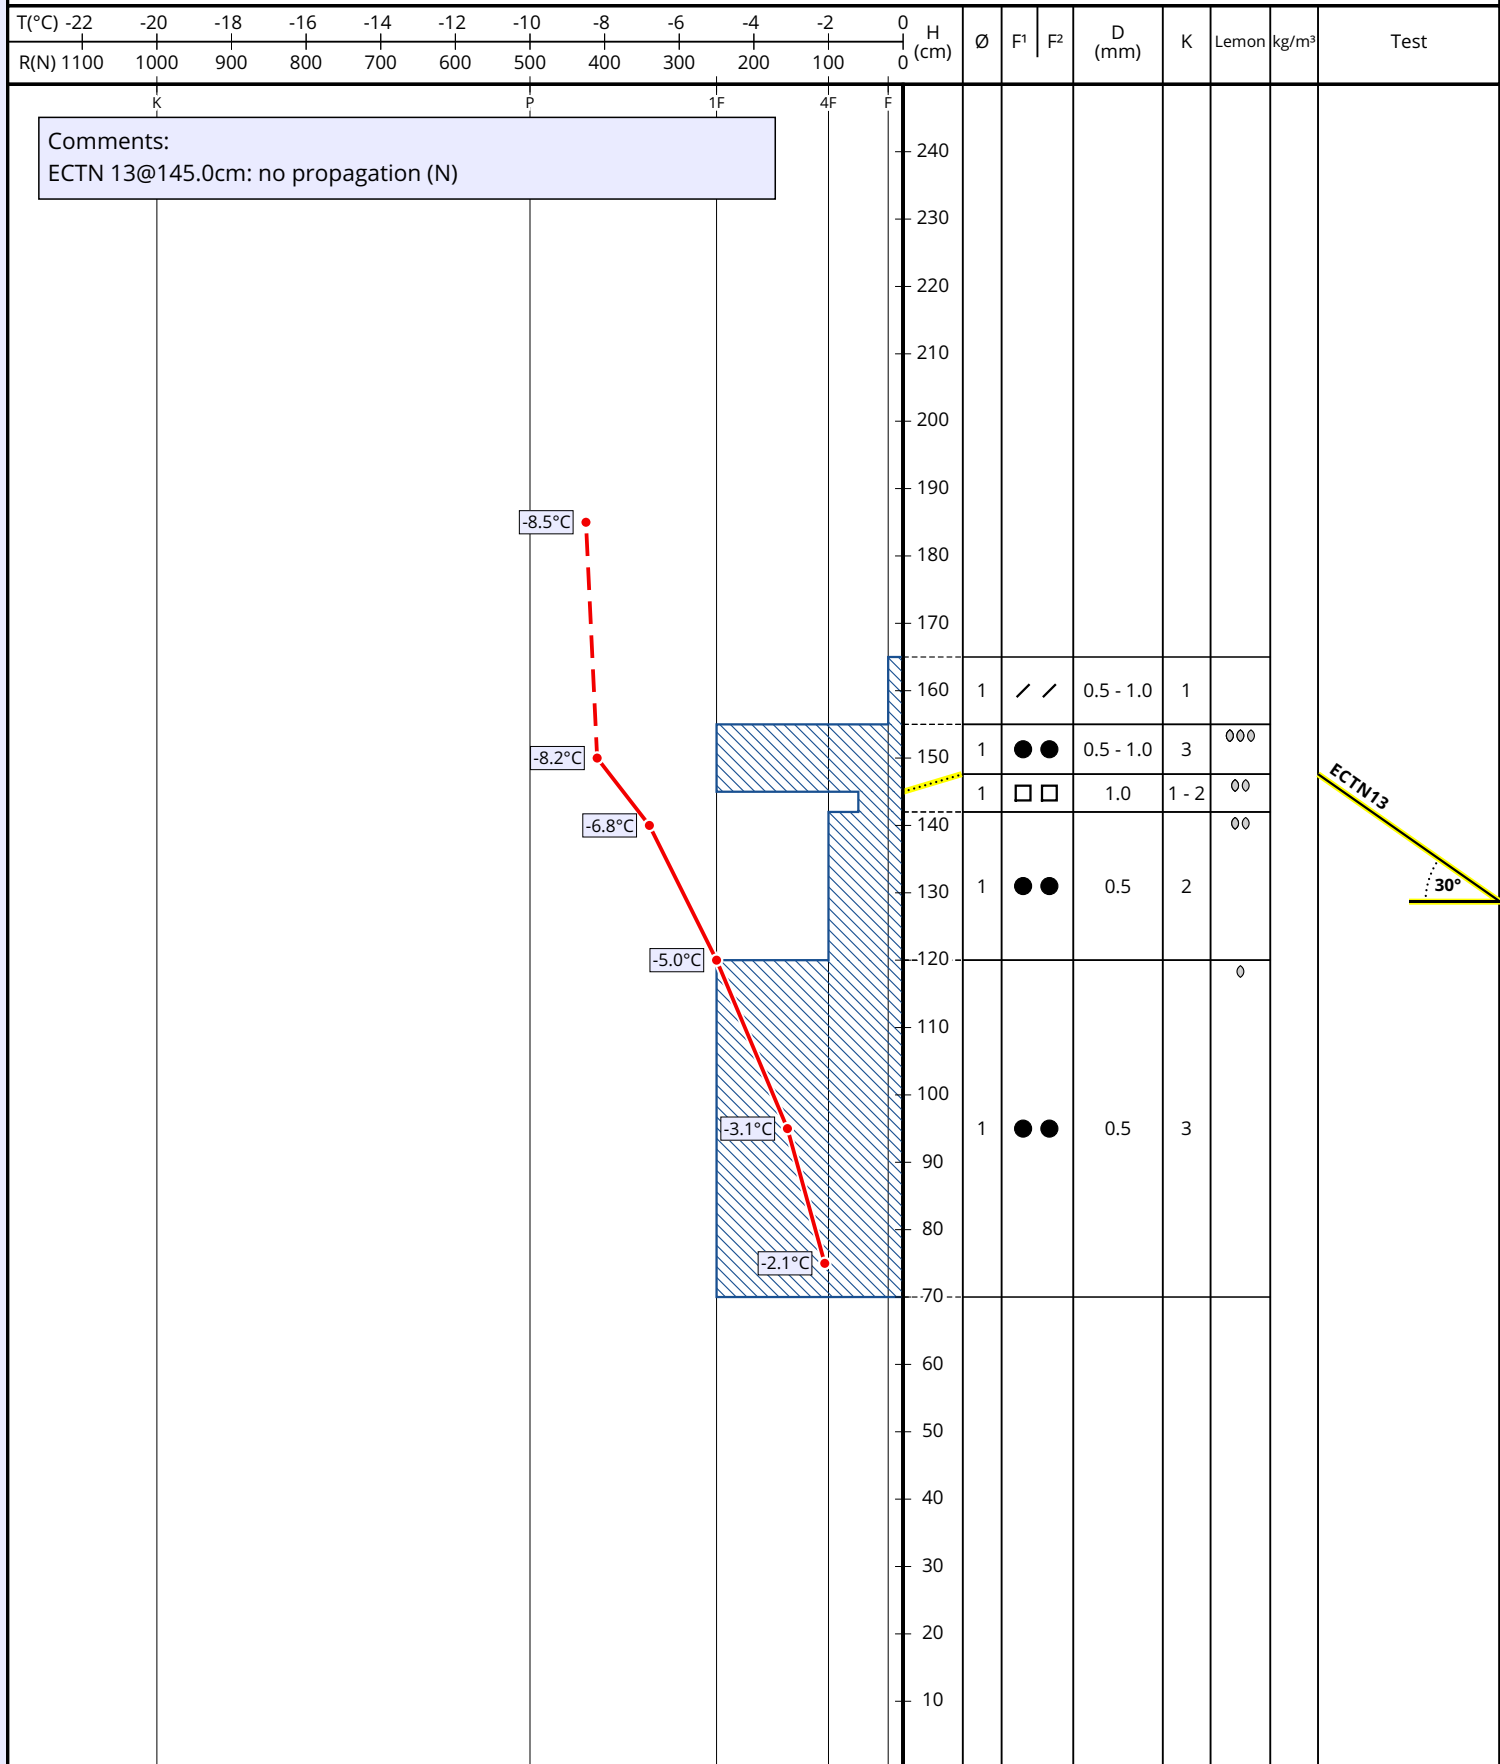 T(°C) -22 -20 -18 -16 -14 -12 -10 -8 -6 -4 -2 0
R(N) 1100 1000 900 800 700 600 500 400 300 200 100 0
H (cm) Ø F¹ F² D (mm) K Lemon kg/m³ Test
K P 1F 4F F
Comments:
ECTN 13@145.0cm: no propagation (N)
240
230
220
210
200
190
-8.5°C
180
170
160 1 0.5 - 1.0 1
-8.2°C 150 1 0.5 - 1.0 3
1 1.0 1 - 2 ECTN13
-6.8°C 140
130 1 0.5 2 30°
-5.0°C 120
110
100
-3.1°C 1 0.5 3
90
80
-2.1°C
70
60
50
40
30
20
10